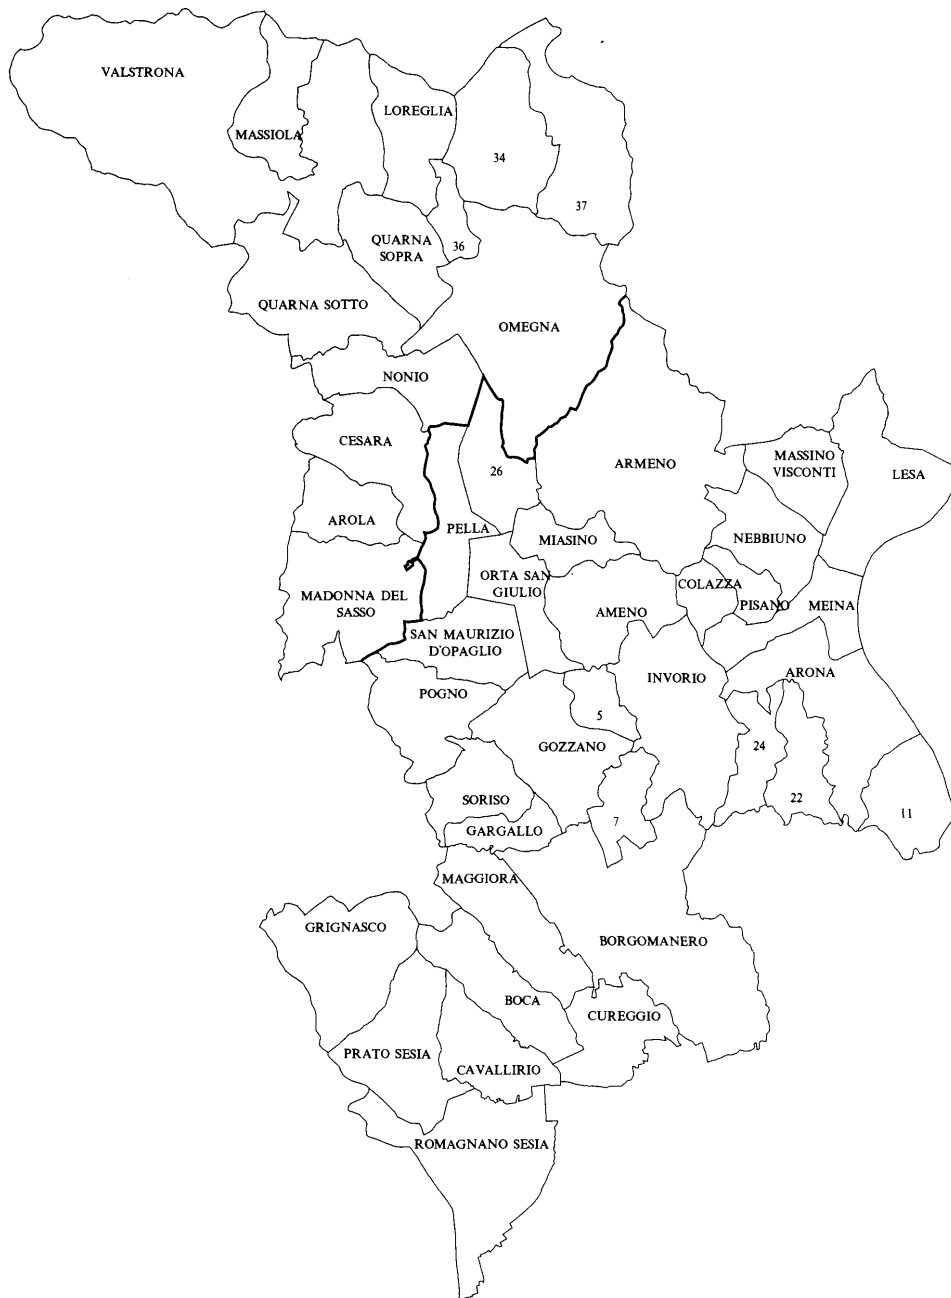 VALSTRONA
LOREGLIA
MASSIOLA
34
37
QUARNA
SOPRA
36
QUARNA SOTTO
OMEGNA
NONIO
CESARA
26
ARMENO
MASSINO
VISCONTI
LESA
AROLA
PELLA
MIASINO
NEBBIUNO
ORTA SAN
GIULIO
COLAZZA
MADONNA DEL
SASSO
AMENO
PISANO
MEINA
SAN MAURIZIO
D'OPAGLIO
INVORIO
ARONA
POGNO
5
GOZZANO
24
SORISO
22
11
7
GARGALLO
MAGGIORA
GRIGNASCO
BORGOMANERO
BOCA
CUREGGIO
PRATO SESIA
CAVALLIRIO
ROMAGNANO SESIA